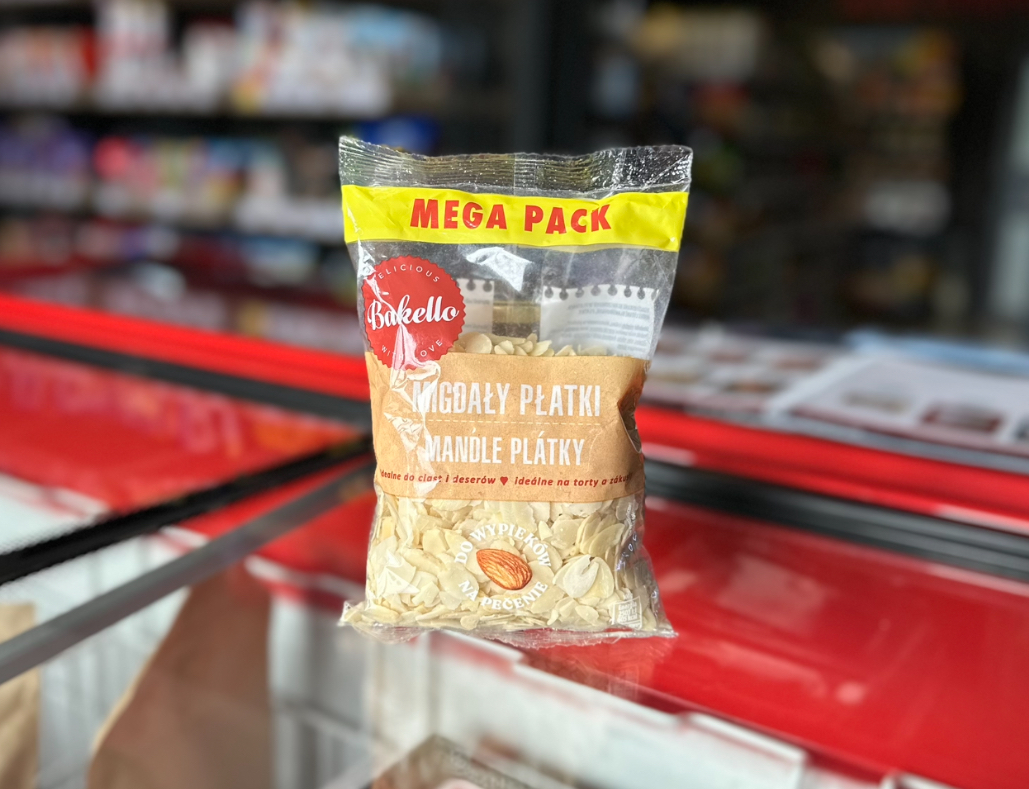 MEGA PACK
DELICIOUS
Bakello
WITH LOVE
MIGDAŁY PŁATKI
MANDLE PLÁTKY
idealne do ciast i deserów ♥ ideálne na torty a
DO WYPIEKÓW
NA PEČENIE